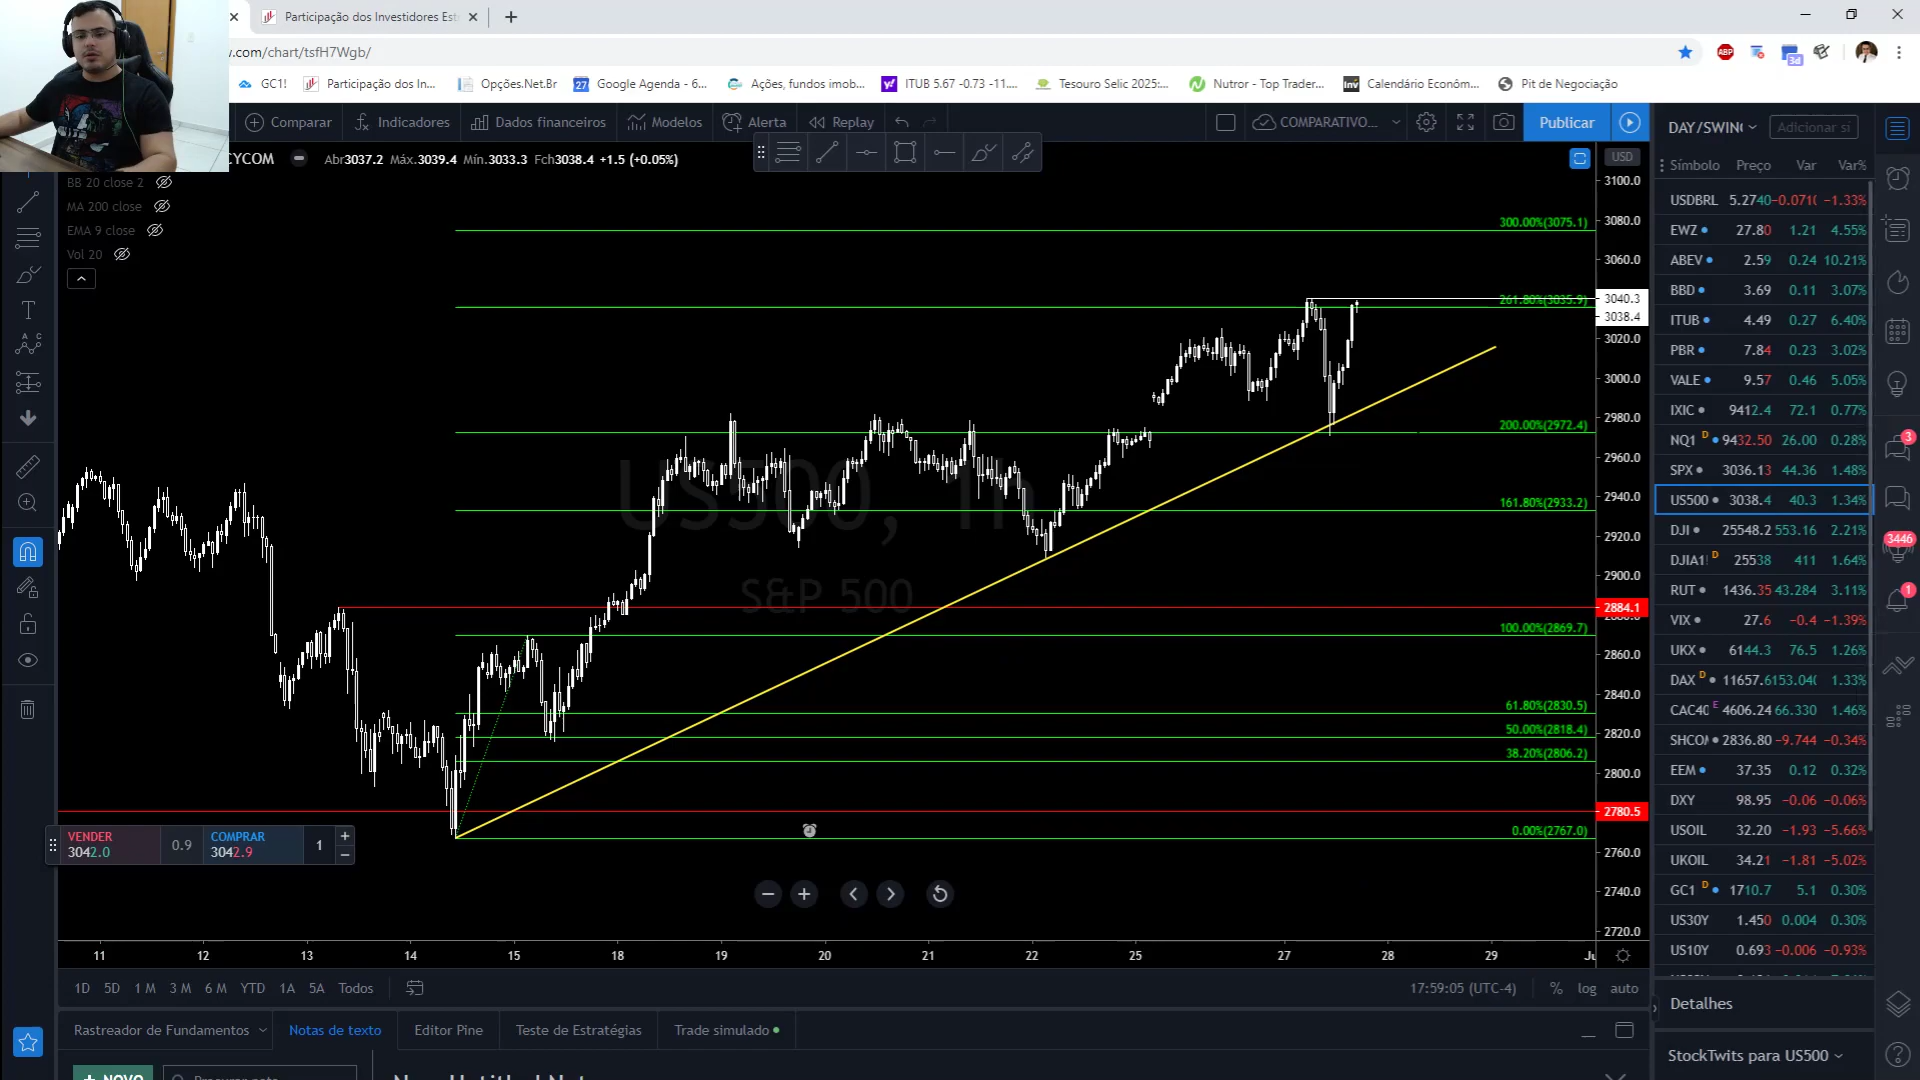 Participação dos Investidores Est
w.com/chart/tsfH7Wgb/
GC1!
Participação dos In...
Opções.Net.Br
Google Agenda - 6...
Ações, fundos imob...
ITUB 5.67 -0.73 -11....
Tesouro Selic 2025:...
Nutror - Top Trader...
Calendário Econôm...
Pit de Negociação
Comparar
Indicadores
Dados financeiros
Modelos
Alerta
Replay
COMPARATIVO...
Publicar
DAY/SWING
Adicionar sí
CYCOM
Abr3037.2 Máx.3039.4 Mín.3033.3 Fch3038.4 +1.5 (+0.05%)
BB 20 close 2
MA 200 close
EMA 9 close
Vol 20
US500, 1h
S&P 500
300.00%(3075.1)
261.80%(3035.9)
200.00%(2972.4)
161.80%(2933.2)
100.00%(2869.7)
61.80%(2830.5)
50.00%(2818.4)
38.20%(2806.2)
0.00%(2767.0)
USD
3100.0
3080.0
3060.0
3040.3
3038.4
3020.0
3000.0
2980.0
2960.0
2940.0
2920.0
2900.0
2884.1
2860.0
2840.0
2820.0
2800.0
2780.5
2760.0
2740.0
2720.0
VENDER
3042.0
0.9
COMPRAR
3042.9
1
11 12 13 14 15 18 19 20 21 22 25 27 28 29
1D 5D 1 M 3 M 6 M YTD 1A 5A Todos
17:59:05 (UTC-4)
% log auto
Rastreador de Fundamentos
Notas de texto
Editor Pine
Teste de Estratégias
Trade simulado
Símbolo Preço Var Var%
USDBRL 5.2740 -0.071( -1.33%
EWZ 27.80 1.21 4.55%
ABEV 2.59 0.24 10.21%
BBD 3.69 0.11 3.07%
ITUB 4.49 0.27 6.40%
PBR 7.84 0.23 3.02%
VALE 9.57 0.46 5.05%
IXIC 9412.4 72.1 0.77%
NQ1 D 9432.50 26.00 0.28%
SPX 3036.13 44.36 1.48%
US500 3038.4 40.3 1.34%
DJI 25548.2 553.16 2.21%
DJIA1! D 25538 411 1.64%
RUT 1436.35 43.284 3.11%
VIX 27.6 -0.4 -1.39%
UKX 6144.3 76.5 1.26%
DAX D 11657.6 153.04( 1.33%
CAC40 E 4606.24 66.330 1.46%
SHCOM 2836.80 -9.744 -0.34%
EEM 37.35 0.12 0.32%
DXY 98.95 -0.06 -0.06%
USOIL 32.20 -1.93 -5.66%
UKOIL 34.21 -1.81 -5.02%
GC1 D 1710.7 5.1 0.30%
US30Y 1.450 0.004 0.30%
US10Y 0.693 -0.006 -0.93%
Detalhes
StockTwits para US500
3
3446
1